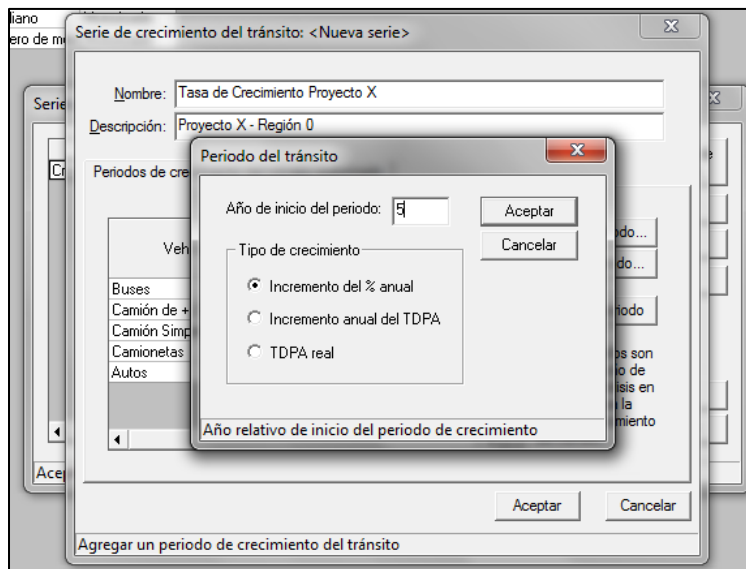 liano
ero de m
Serie de crecimiento del tránsito: <Nueva serie>
Nombre: Tasa de Crecimiento Proyecto X
Descripción: Proyecto X - Región 0
Serie
Cr
Periodos de cre
Periodo del tránsito
Año de inicio del periodo: 5
Aceptar
Cancelar
Tipo de crecimiento
Incremento del % anual
Incremento anual del TDPA
TDPA real
Año relativo de inicio del periodo de crecimiento
Veh
Buses
Camión de +
Camión Simp
Camionetas
Autos
do...
do...
iodo
os son
io de
isis en
a la
miento
Acep
Aceptar
Cancelar
Agregar un periodo de crecimiento del tránsito